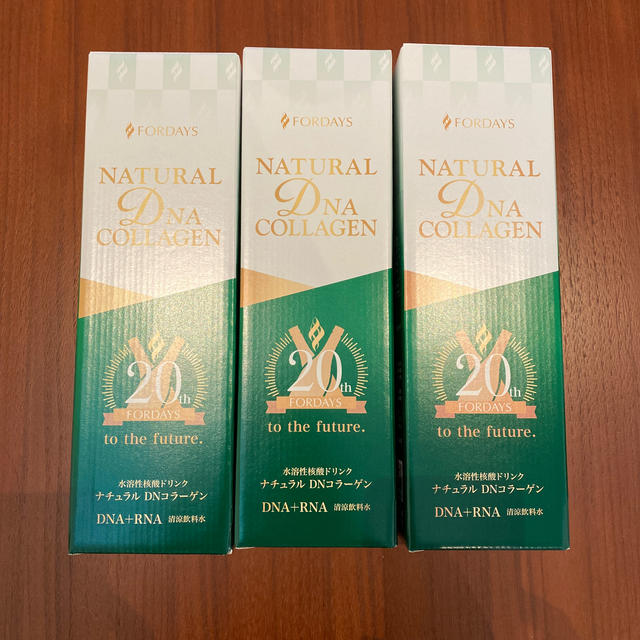 FORDAYS
NATURAL
DNA
COLLAGEN
20th
FORDAYS
to the future.
水溶性核酸ドリンク
ナチュラル DNコラーゲン
DNA+RNA 清涼飲料水
FORDAYS
NATURAL
DNA
COLLAGEN
20th
FORDAYS
to the future.
水溶性核酸ドリンク
ナチュラル DNコラーゲン
DNA+RNA 清涼飲料水
FORDAYS
NATURAL
DNA
COLLAGEN
20th
FORDAYS
to the future.
水溶性核酸ドリンク
ナチュラル DNコラーゲン
DNA+RNA 清涼飲料水